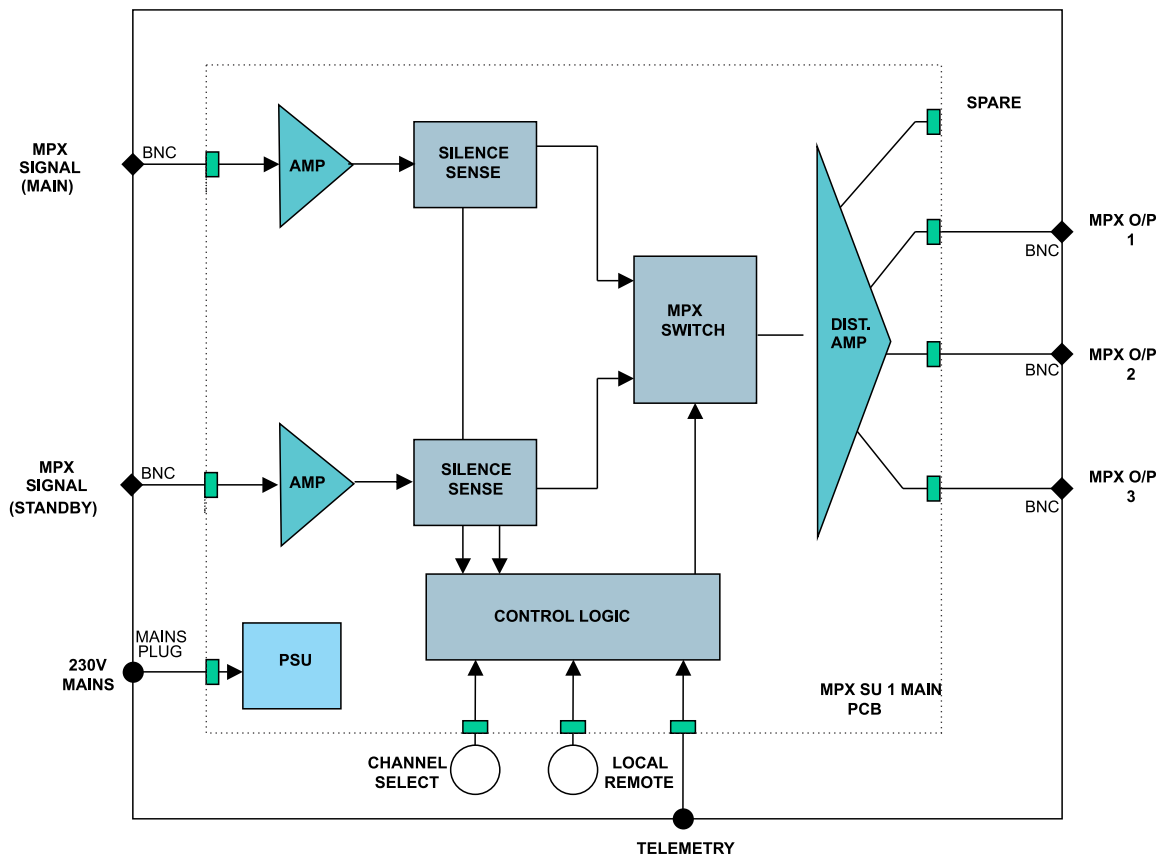 SPARE
MPX
SIGNAL
(MAIN)
BNC
AMP
SILENCE
SENSE
MPX O/P
1
BNC
MPX
SWITCH
DIST.
AMP
MPX O/P
2
BNC
MPX
SIGNAL
(STANDBY)
BNC
AMP
SILENCE
SENSE
MPX O/P
3
BNC
CONTROL LOGIC
MAINS
PLUG
230V
MAINS
PSU
MPX SU 1 MAIN
PCB
CHANNEL
SELECT
LOCAL
REMOTE
TELEMETRY